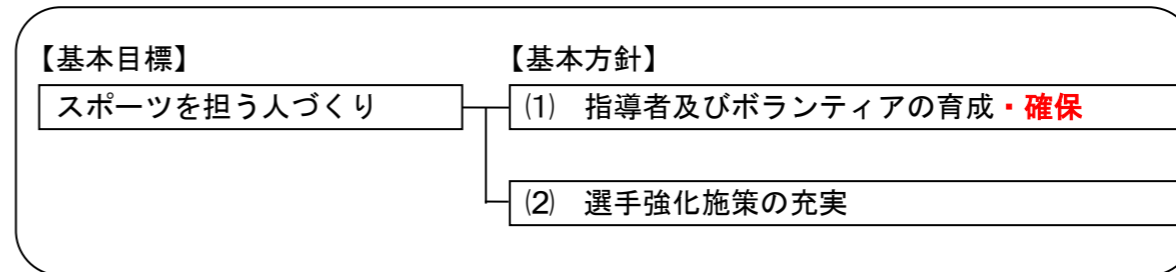 【基本目標】
【基本方針】
スポーツを担う人づくり
⑴ 指導者及びボランティアの育成・確保
⑵ 選手強化施策の充実